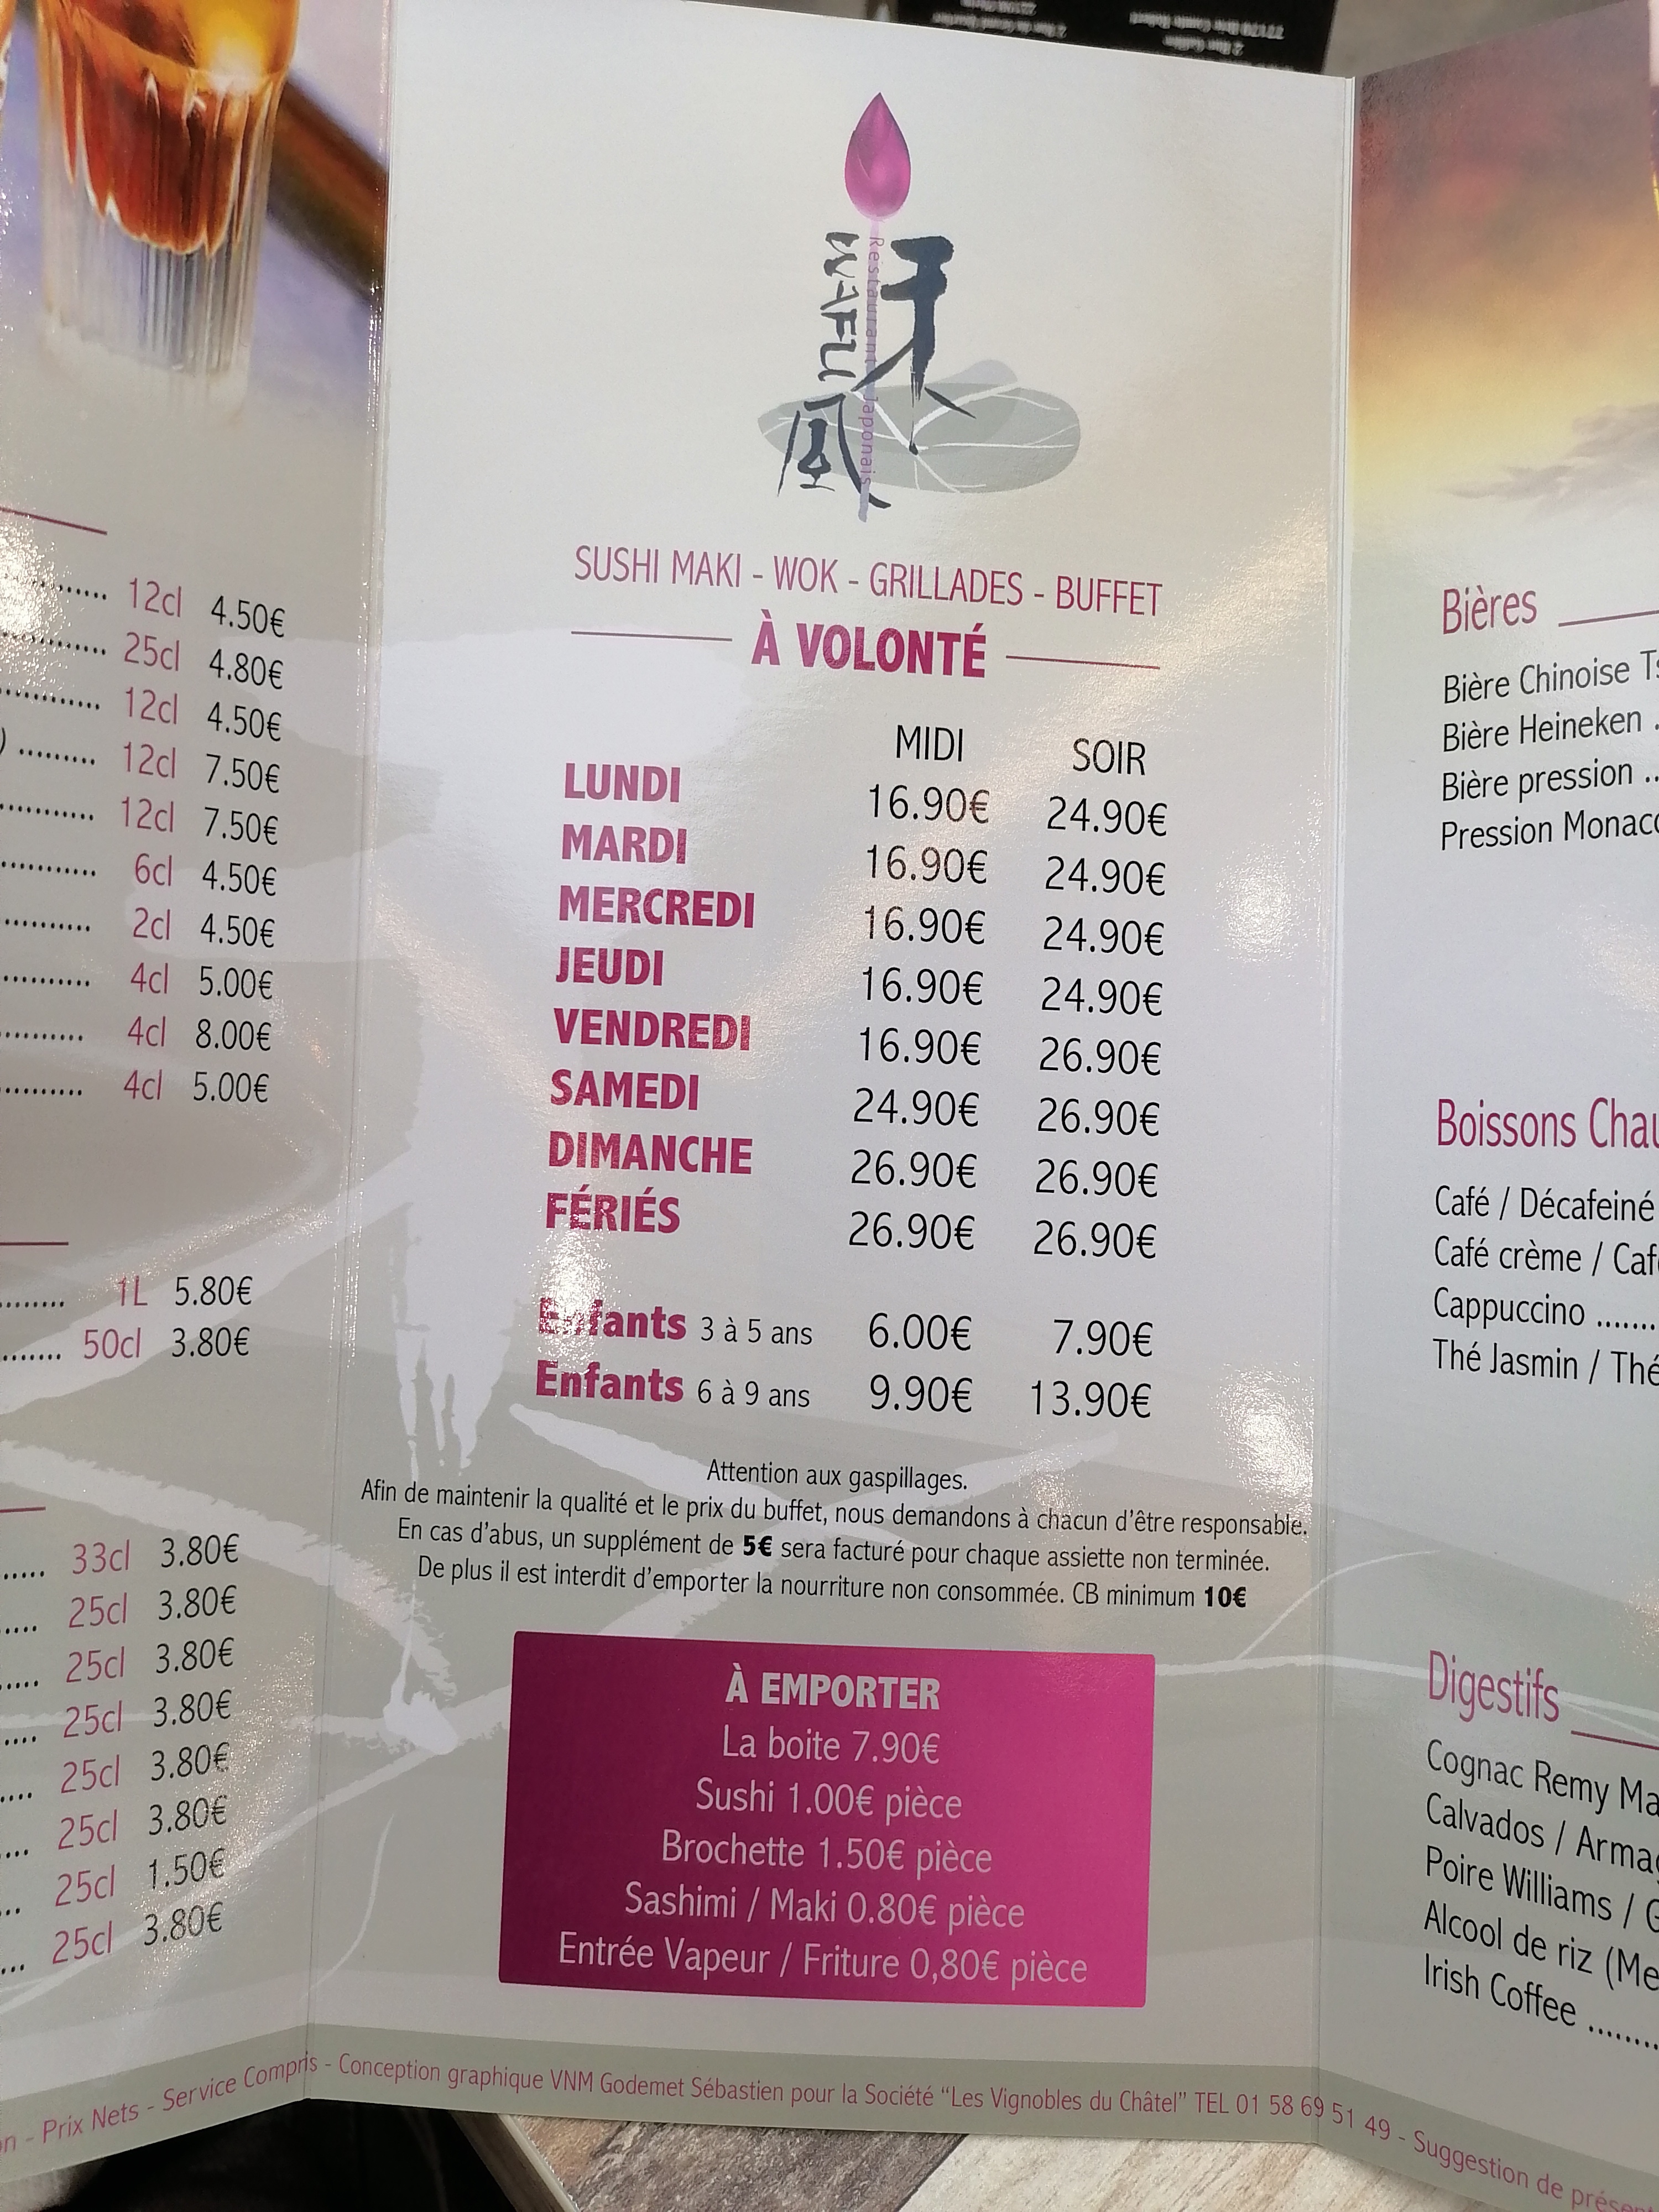 和風
WAFU
Restaurant Japonais
SUSHI MAKI - WOK - GRILLADES - BUFFET
À VOLONTÉ
MIDI SOIR
LUNDI 16.90€ 24.90€
MARDI 16.90€ 24.90€
MERCREDI 16.90€ 24.90€
JEUDI 16.90€ 24.90€
VENDREDI 16.90€ 26.90€
SAMEDI 24.90€ 26.90€
DIMANCHE 26.90€ 26.90€
FÉRIÉS 26.90€ 26.90€
Enfants 3 à 5 ans 6.00€ 7.90€
Enfants 6 à 9 ans 9.90€ 13.90€
Attention aux gaspillages.
Afin de maintenir la qualité et le prix du buffet, nous demandons à chacun d'être responsable.
En cas d'abus, un supplément de 5€ sera facturé pour chaque assiette non terminée.
De plus il est interdit d'emporter la nourriture non consommée. CB minimum 10€
À EMPORTER
La boite 7.90€
Sushi 1.00€ pièce
Brochette 1.50€ pièce
Sashimi / Maki 0.80€ pièce
Entrée Vapeur / Friture 0,80€ pièce
12cl 4.50€
25cl 4.80€
12cl 4.50€
) ......... 12cl 7.50€
12cl 7.50€
6cl 4.50€
2cl 4.50€
4cl 5.00€
4cl 8.00€
4cl 5.00€
1L 5.80€
50cl 3.80€
33cl 3.80€
25cl 3.80€
25cl 3.80€
25cl 3.80€
25cl 3.80€
25cl 3.80€
25cl 1.50€
25cl 3.80€
Bières
Bière Chinoise
Bière Heineken
Bière pression
Pression
Boissons
Café / Décafeiné
Café crème /
Cappuccino
Thé Jasmin / Thé
Digestifs
Cognac Remy
Calvados /
Poire Williams /
Alcool de riz
Irish Coffee
- Prix Nets - Service Compris - Conception graphique VNM Godemet Sébastien pour la Société "Les Vignobles du Châtel" TEL 01 58 69 51 49 - Suggestion de